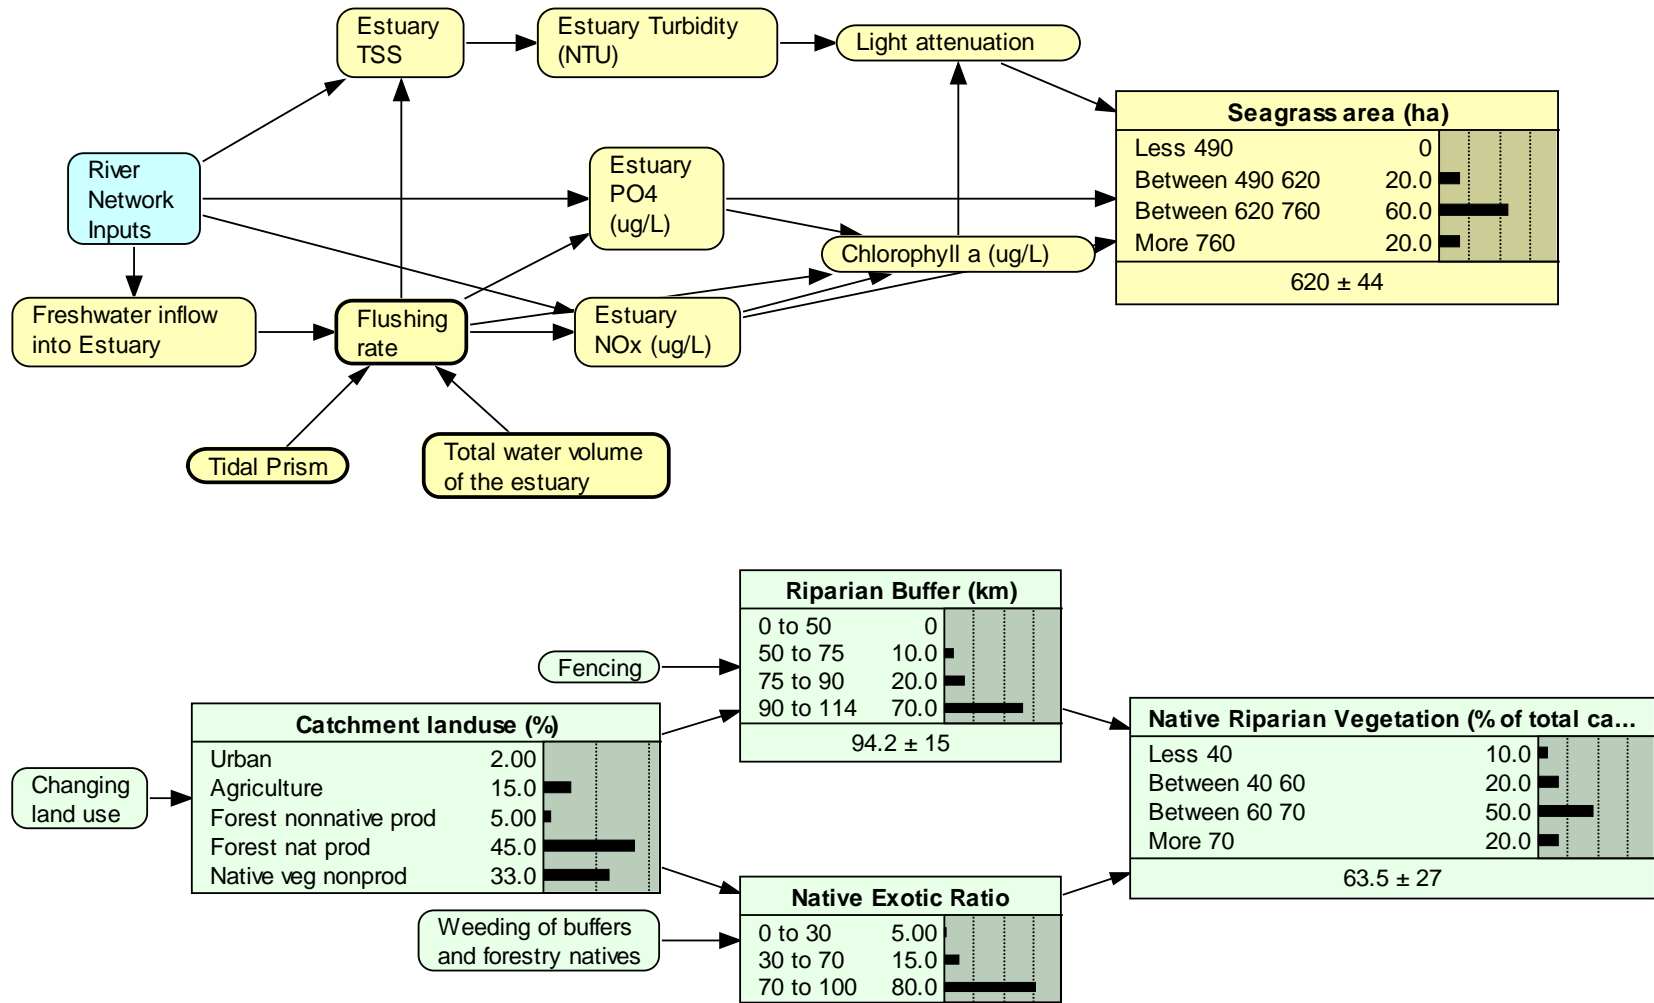 Estuary
TSS
Estuary Turbidity
(NTU)
Light attenuation
Seagrass area (ha)
Less 490 0
Between 490 620 20.0
Between 620 760 60.0
More 760 20.0
620 ± 44
River
Network
Inputs
Estuary
PO4
(ug/L)
Chlorophyll a (ug/L)
Freshwater inflow
into Estuary
Flushing
rate
Estuary
NOx (ug/L)
Tidal Prism
Total water volume
of the estuary
Riparian Buffer (km)
0 to 50 0
50 to 75 10.0
75 to 90 20.0
90 to 114 70.0
94.2 ± 15
Fencing
Catchment landuse (%)
Urban 2.00
Agriculture 15.0
Forest nonnative prod 5.00
Forest nat prod 45.0
Native veg nonprod 33.0
Changing
land use
Native Riparian Vegetation (% of total ca...
Less 40 10.0
Between 40 60 20.0
Between 60 70 50.0
More 70 20.0
63.5 ± 27
Weeding of buffers
and forestry natives
Native Exotic Ratio
0 to 30 5.00
30 to 70 15.0
70 to 100 80.0